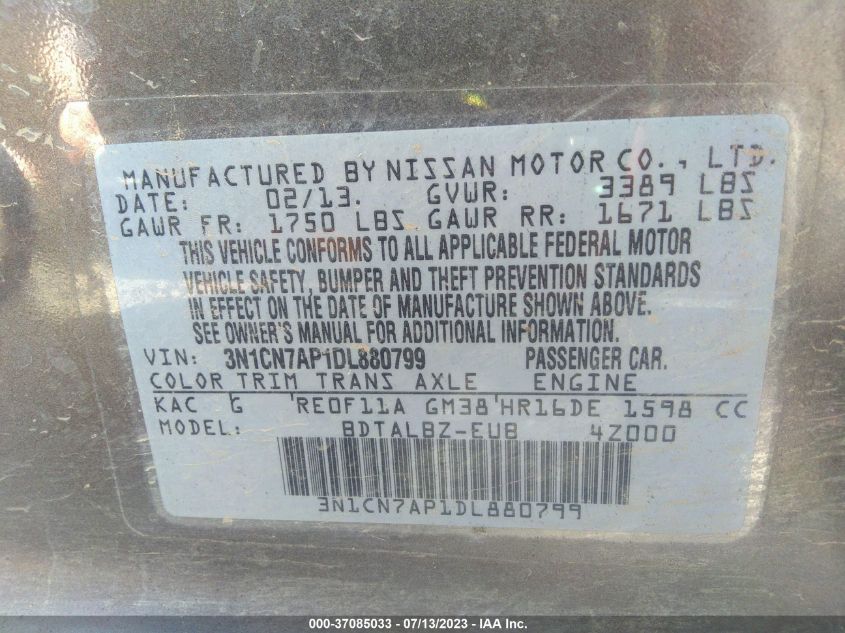 MANUFACTURED BY NISSAN MOTOR CO., LTD.
DATE: 02/13. GVWR: 3389 LBS
GAWR FR: 1750 LBS GAWR RR: 1671 LBS
THIS VEHICLE CONFORMS TO ALL APPLICABLE FEDERAL MOTOR
VEHICLE SAFETY, BUMPER AND THEFT PREVENTION STANDARDS
IN EFFECT ON THE DATE OF MANUFACTURE SHOWN ABOVE.
SEE OWNER'S MANUAL FOR ADDITIONAL INFORMATION.
VIN: 3N1CN7AP1DL880799 PASSENGER CAR.
COLOR TRIM TRANS AXLE ENGINE
KAC G RE0F11A GM38 HR16DE 1598 CC
MODEL: BDTALBZ-EUB 4Z000
3N1CN7AP1DL880799
000-37085033 - 07/13/2023 - IAA Inc.